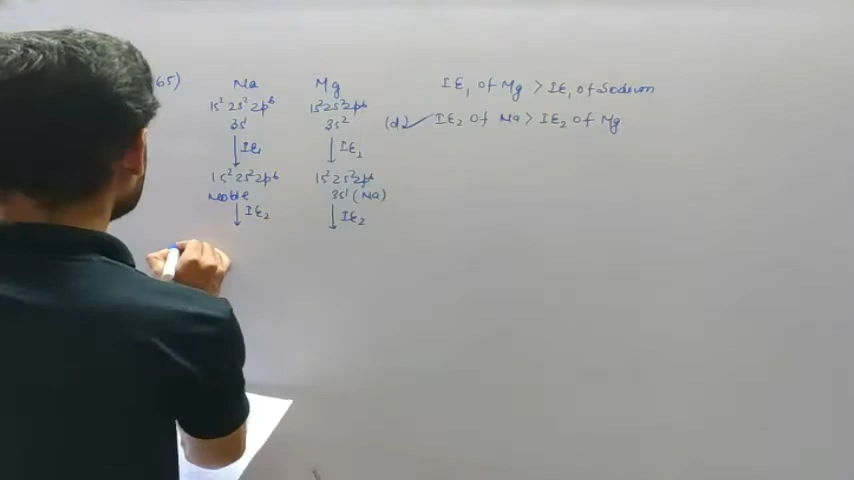 65) Na Mg
1s² 2s² 2p⁶ 1s² 2s² 2p⁶
3s¹ 3s²
↓ IE₁ ↓ IE₁
1s² 2s² 2p⁶ 1s² 2s² 2p⁶
Noble 3s¹ (Na)
↓ IE₂ ↓ IE₂
IE₁ of Mg > IE₁ of Sodium
(d) ✓ IE₂ of Na > IE₂ of Mg